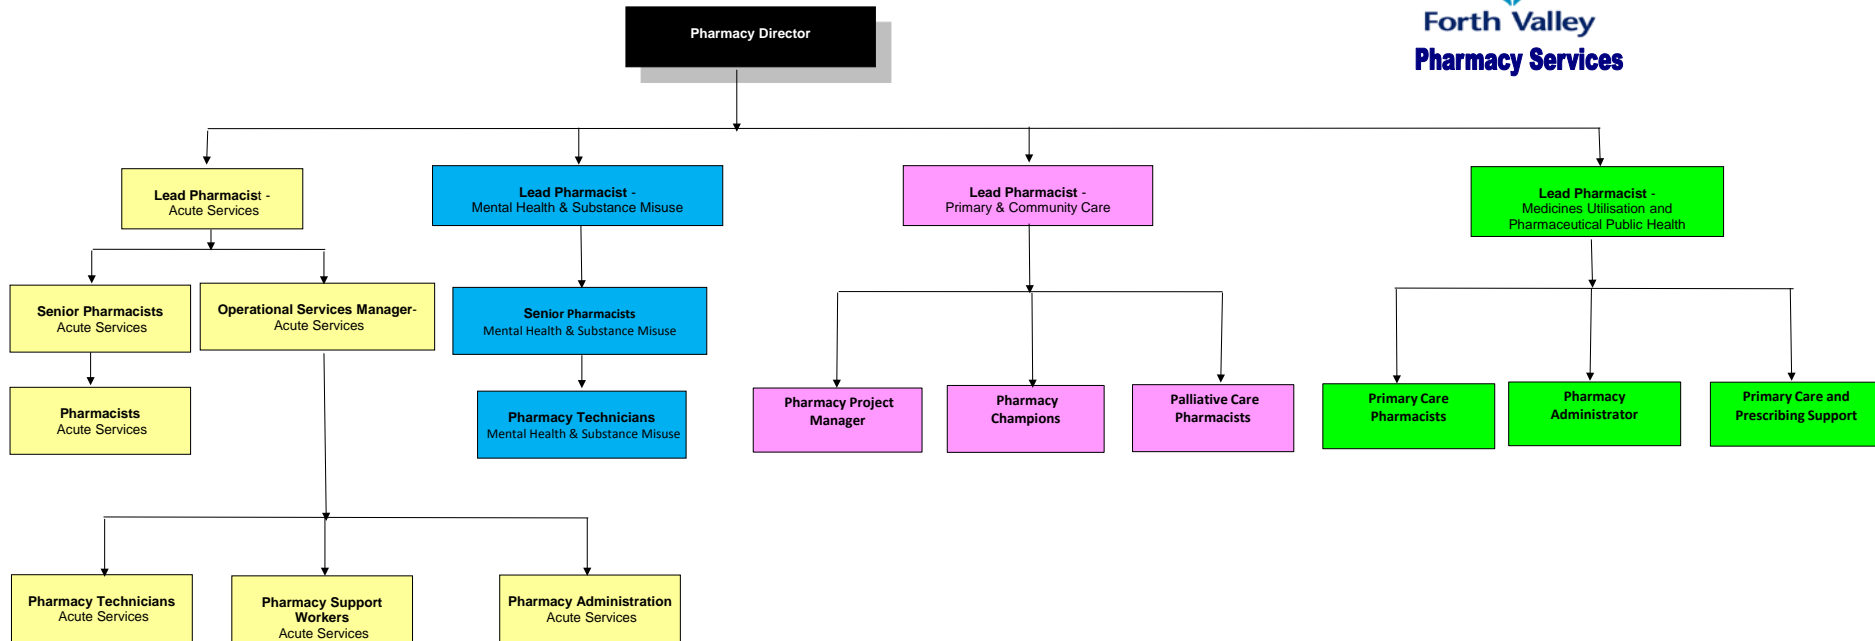 Pharmacy Director
Forth Valley
Pharmacy Services
Lead Pharmacist -
Acute Services
Lead Pharmacist -
Mental Health & Substance Misuse
Lead Pharmacist -
Primary & Community Care
Lead Pharmacist -
Medicines Utilisation and
Pharmaceutical Public Health
Senior Pharmacists
Acute Services
Operational Services Manager-
Acute Services
Senior Pharmacists
Mental Health & Substance Misuse
Pharmacists
Acute Services
Pharmacy Technicians
Mental Health & Substance Misuse
Pharmacy Project
Manager
Pharmacy
Champions
Palliative Care
Pharmacists
Primary Care
Pharmacists
Pharmacy
Administrator
Primary Care and
Prescribing Support
Pharmacy Technicians
Acute Services
Pharmacy Support
Workers
Acute Services
Pharmacy Administration
Acute Services